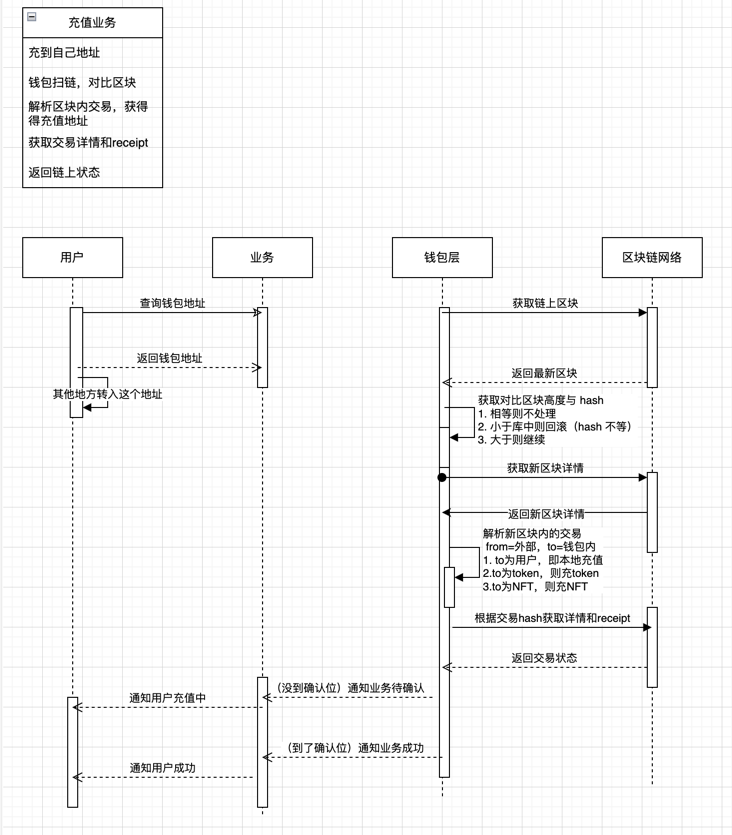 充值业务
充到自己地址
钱包扫链，对比区块
解析区块内交易，获得
得充值地址
获取交易详情和receipt
返回链上状态
用户
业务
钱包层
区块链网络
查询钱包地址
获取链上区块
返回钱包地址
返回最新区块
其他地方转入这个地址
获取对比区块高度与 hash
1. 相等则不处理
2. 小于库中则回滚（hash 不等）
3. 大于则继续
获取新区块详情
返回新区块详情
解析新区块内的交易
from=外部，to=钱包内
1. to为用户，即本地充值
2.to为token，则充token
3.to为NFT，则充NFT
根据交易hash获取详情和receipt
返回交易状态
（没到确认位）通知业务待确认
通知用户充值中
（到了确认位）通知业务成功
通知用户成功